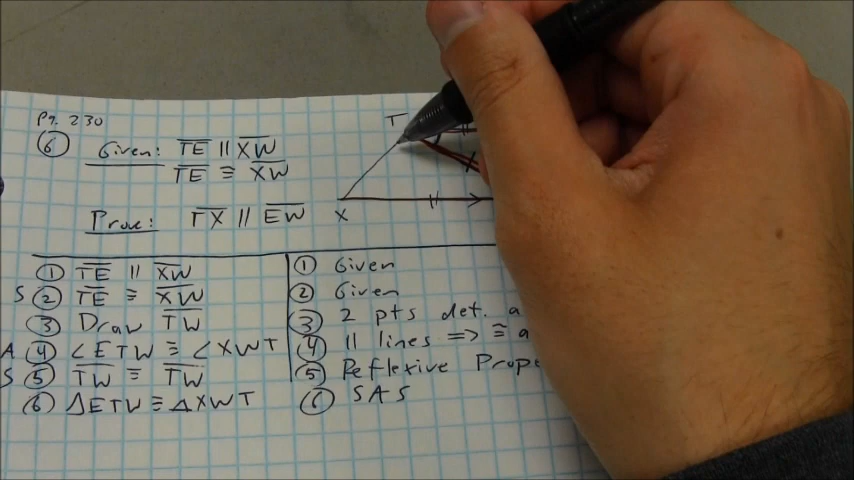 Pg. 230
6 Given: TE || XW
TE ≅ XW
Prove: TX || EW
T
X
1 TE || XW 1 Given
S 2 TE ≅ XW 2 Given
3 Draw TW 3 2 pts det. a
A 4 ∠ETW ≅ ∠XWT 4 || lines => ≅ a
S 5 TW ≅ TW 5 Reflexive Prope
6 ΔETW ≅ ΔXWT 6 SAS